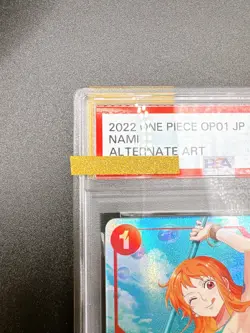 2022 ONE PIECE OP01 JP
NAMI
ALTERNATE ART
PSA
1